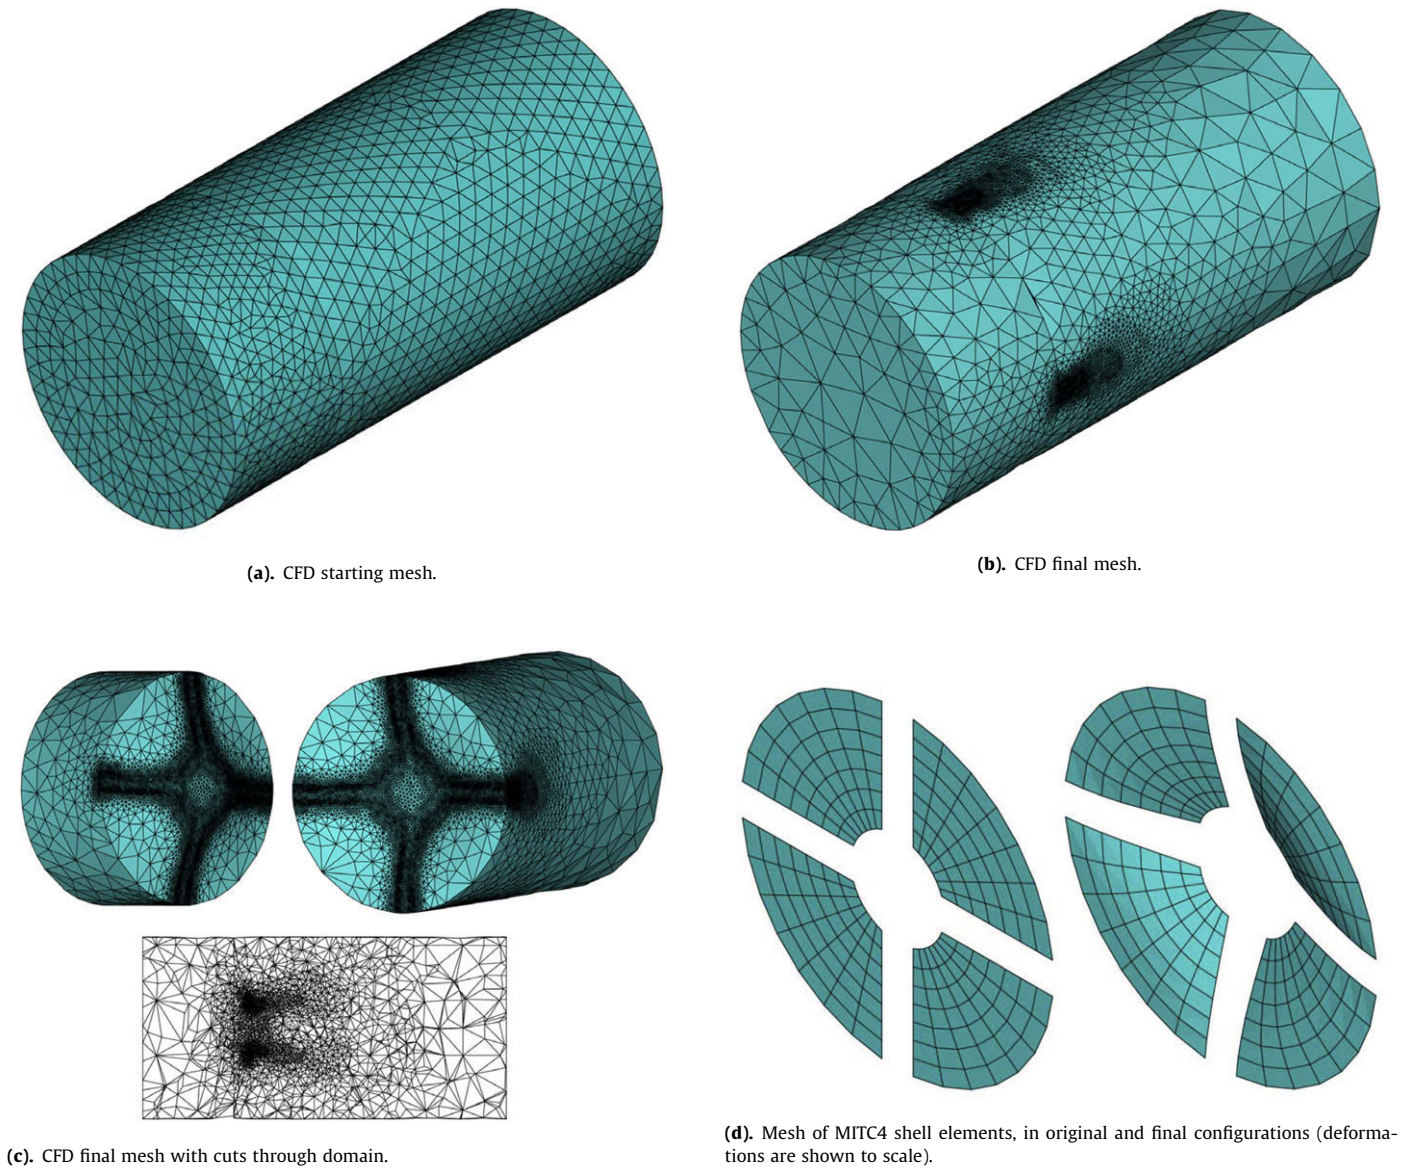 (a). CFD starting mesh.
(b). CFD final mesh.
(c). CFD final mesh with cuts through domain.
(d). Mesh of MITC4 shell elements, in original and final configurations (deforma-
tions are shown to scale).